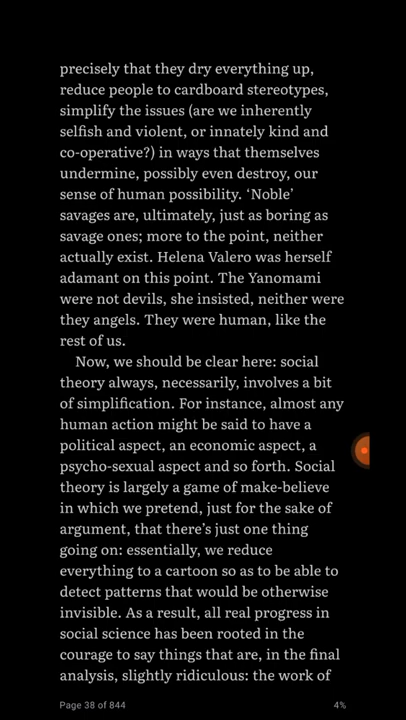 precisely that they dry everything up,
reduce people to cardboard stereotypes,
simplify the issues (are we inherently
selfish and violent, or innately kind and
co-operative?) in ways that themselves
undermine, possibly even destroy, our
sense of human possibility. ‘Noble’
savages are, ultimately, just as boring as
savage ones; more to the point, neither
actually exist. Helena Valero was herself
adamant on this point. The Yanomami
were not devils, she insisted, neither were
they angels. They were human, like the
rest of us.
Now, we should be clear here: social
theory always, necessarily, involves a bit
of simplification. For instance, almost any
human action might be said to have a
political aspect, an economic aspect, a
psycho-sexual aspect and so forth. Social
theory is largely a game of make-believe
in which we pretend, just for the sake of
argument, that there’s just one thing
going on: essentially, we reduce
everything to a cartoon so as to be able to
detect patterns that would be otherwise
invisible. As a result, all real progress in
social science has been rooted in the
courage to say things that are, in the final
analysis, slightly ridiculous: the work of
Page 38 of 844 4%